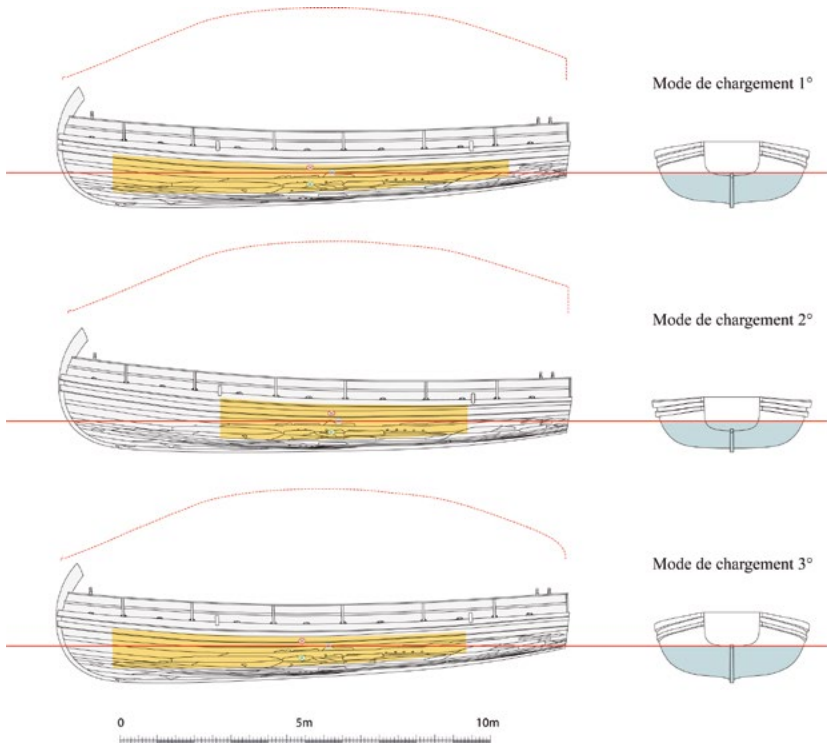 Mode de chargement 1°
Mode de chargement 2°
Mode de chargement 3°
0 5m 10m